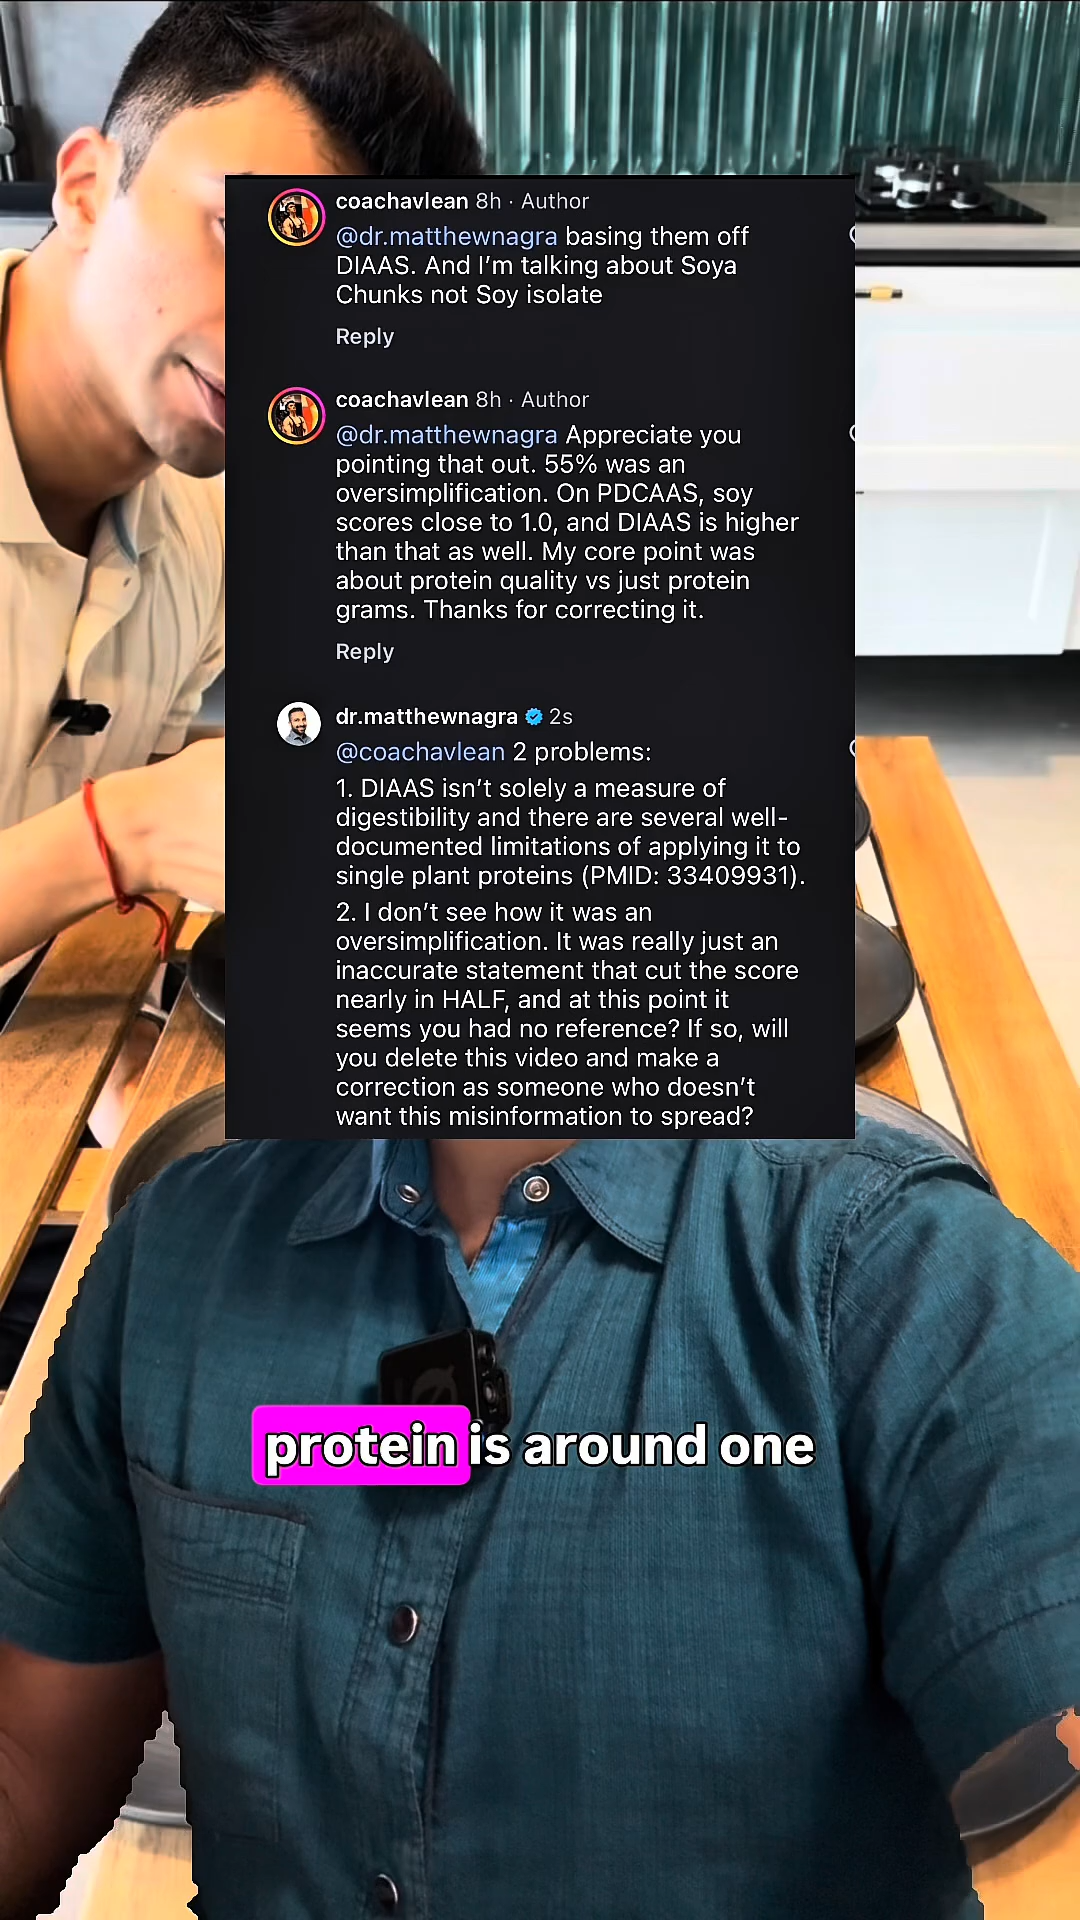 coachavlean 8h · Author
@dr.matthewnagra basing them off
DIAAS. And I'm talking about Soya
Chunks not Soy isolate
Reply
coachavlean 8h · Author
@dr.matthewnagra Appreciate you
pointing that out. 55% was an
oversimplification. On PDCAAS, soy
scores close to 1.0, and DIAAS is higher
than that as well. My core point was
about protein quality vs just protein
grams. Thanks for correcting it.
Reply
dr.matthewnagra 2s
@coachavlean 2 problems:
1. DIAAS isn't solely a measure of
digestibility and there are several well-
documented limitations of applying it to
single plant proteins (PMID: 33409931).
2. I don't see how it was an
oversimplification. It was really just an
inaccurate statement that cut the score
nearly in HALF, and at this point it
seems you had no reference? If so, will
you delete this video and make a
correction as someone who doesn't
want this misinformation to spread?
protein is around one